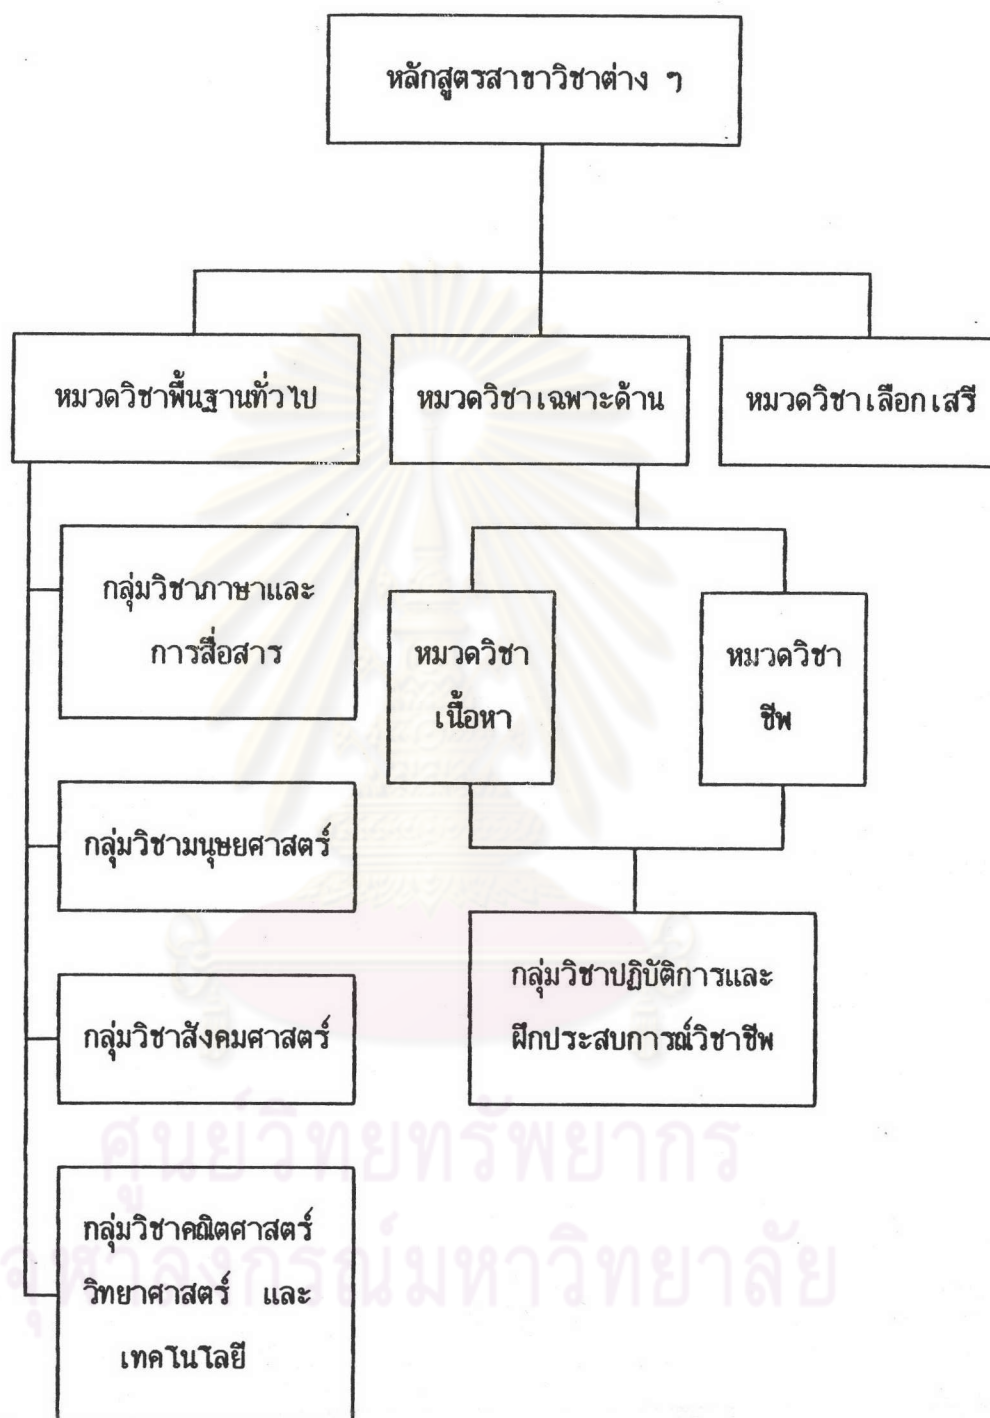 หลักสูตรสาขาวิชาต่าง ๆ
หมวดวิชาพื้นฐานทั่วไป
หมวดวิชาเฉพาะด้าน
หมวดวิชาเลือกเสรี
กลุ่มวิชาภาษาและ
การสื่อสาร
หมวดวิชา
เนื้อหา
หมวดวิชา
ชีพ
กลุ่มวิชามนุษยศาสตร์
กลุ่มวิชาปฏิบัติการและ
ฝึกประสบการณ์วิชาชีพ
กลุ่มวิชาสังคมศาสตร์
กลุ่มวิชาคณิตศาสตร์
วิทยาศาสตร์ และ
เทคโนโลยี
ศูนย์วิทยทรัพยากร
จุฬาลงกรณ์มหาวิทยาลัย